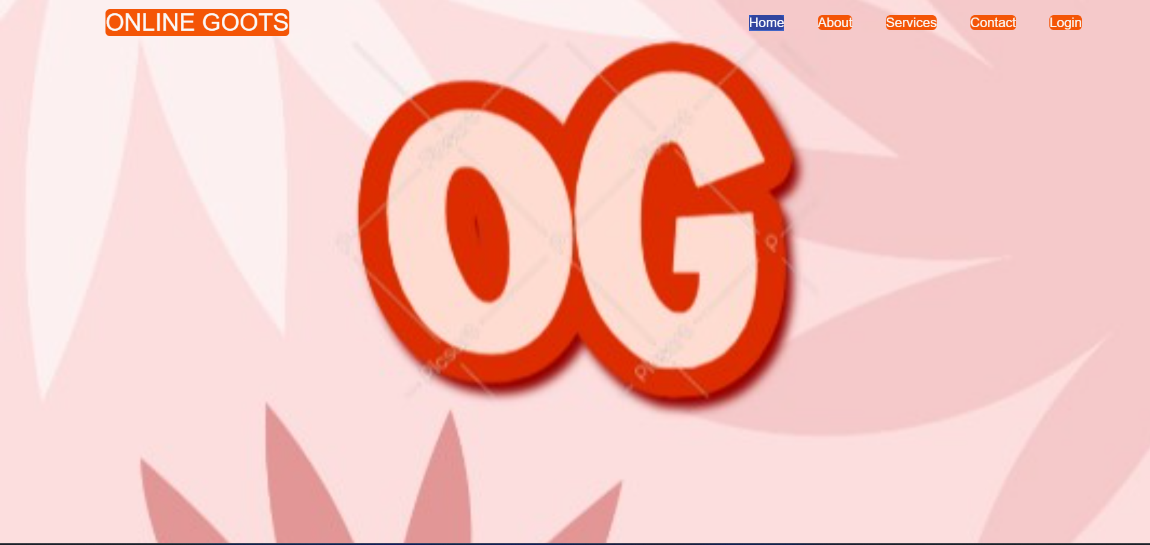 ONLINE GOOTS
Home About Services Contact Login
OG